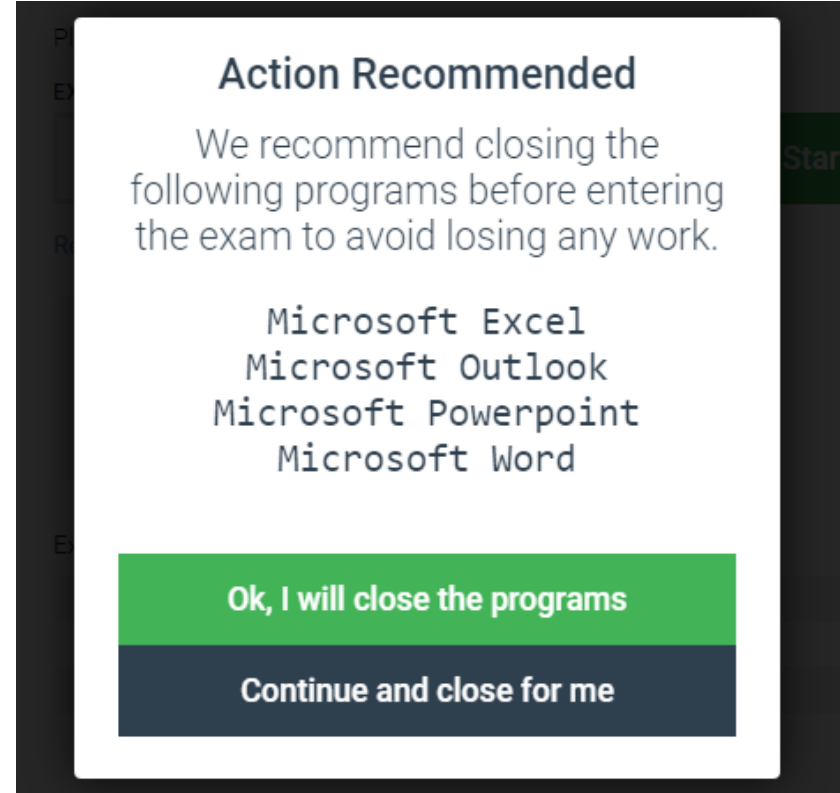 Action Recommended
We recommend closing the
following programs before entering
the exam to avoid losing any work.
Microsoft Excel
Microsoft Outlook
Microsoft Powerpoint
Microsoft Word
Ok, I will close the programs
Continue and close for me